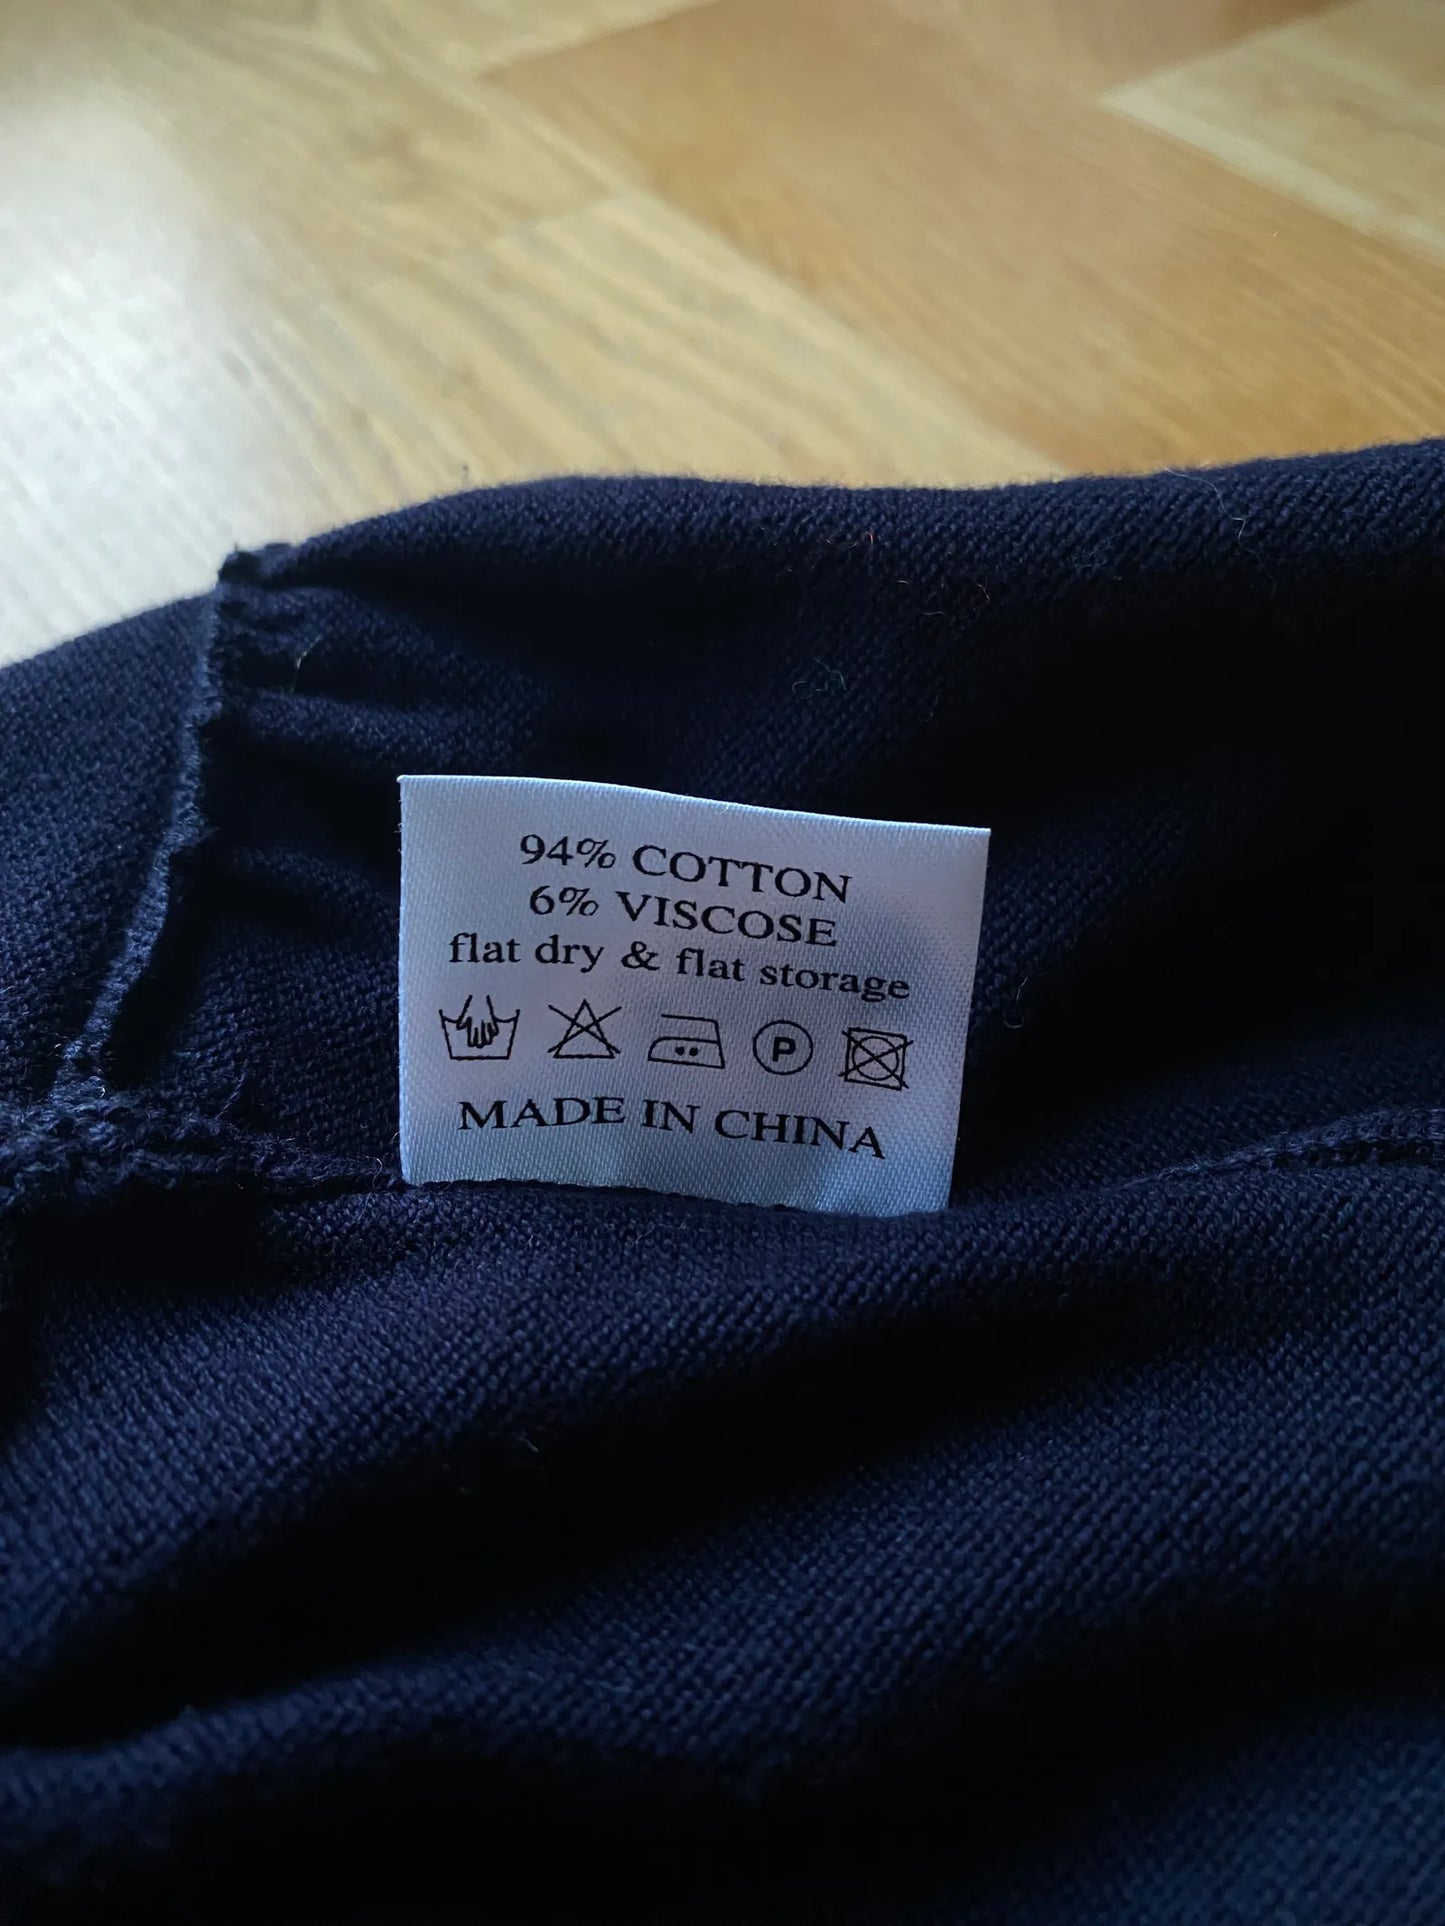 94% COTTON
6% VISCOSE
flat dry & flat storage
P
MADE IN CHINA